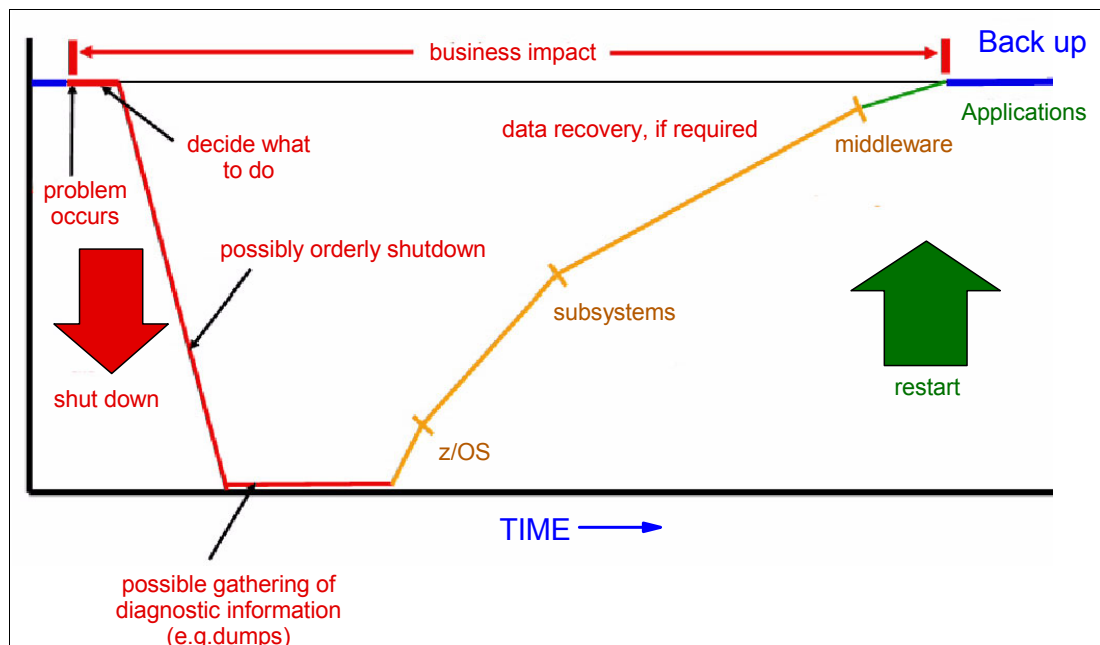 business impact
Back up
Applications
data recovery, if required
middleware
decide what
to do
problem
occurs
possibly orderly shutdown
subsystems
shut down
restart
z/OS
TIME
possible gathering of
diagnostic information
(e.g.dumps)